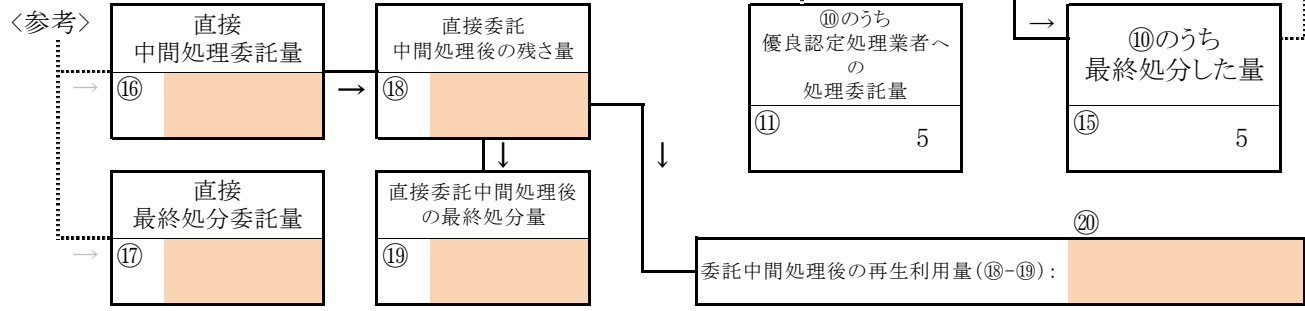 〈参考〉
直接
中間処理委託量
⑯
→
→
直接委託
中間処理後の残さ量
⑱
⑩のうち
優良認定処理業者へ
の
処理委託量
⑪ 5
→
⑩のうち
最終処分した量
⑮ 5
↓
↓
直接
最終処分委託量
→
⑰
直接委託中間処理後
の最終処分量
⑲
⑳
委託中間処理後の再生利用量(⑱-⑲):